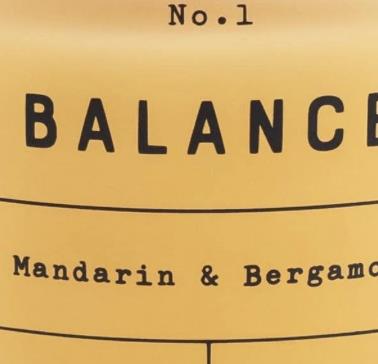 No.1
BALANCE
Mandarin & Bergamo